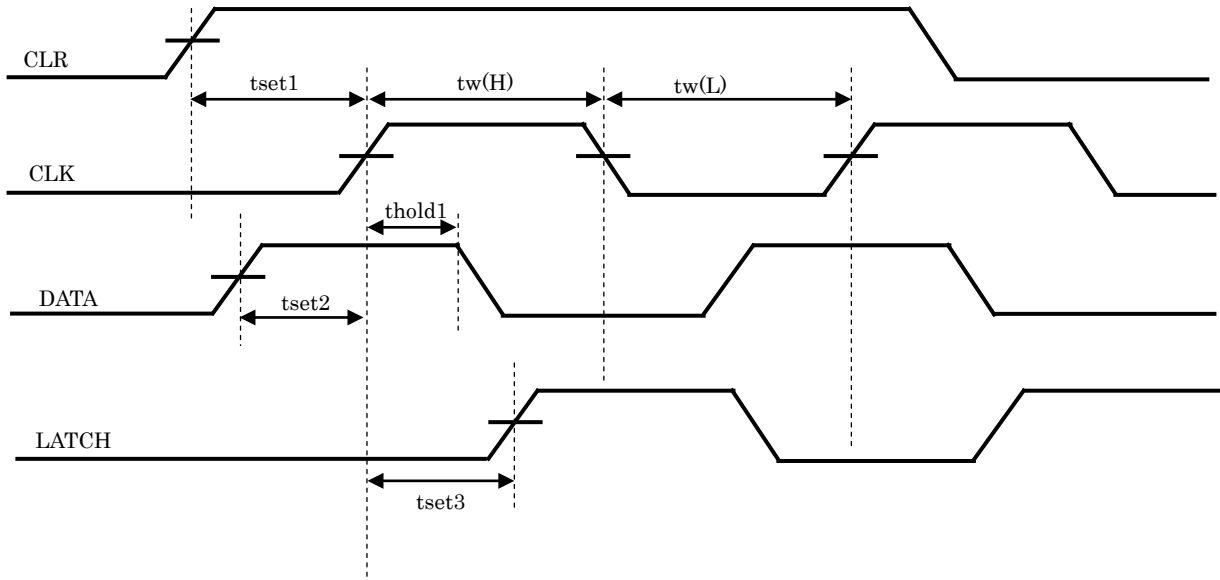 CLR
tset1
tw(H)
tw(L)
CLK
thold1
DATA
tset2
LATCH
tset3